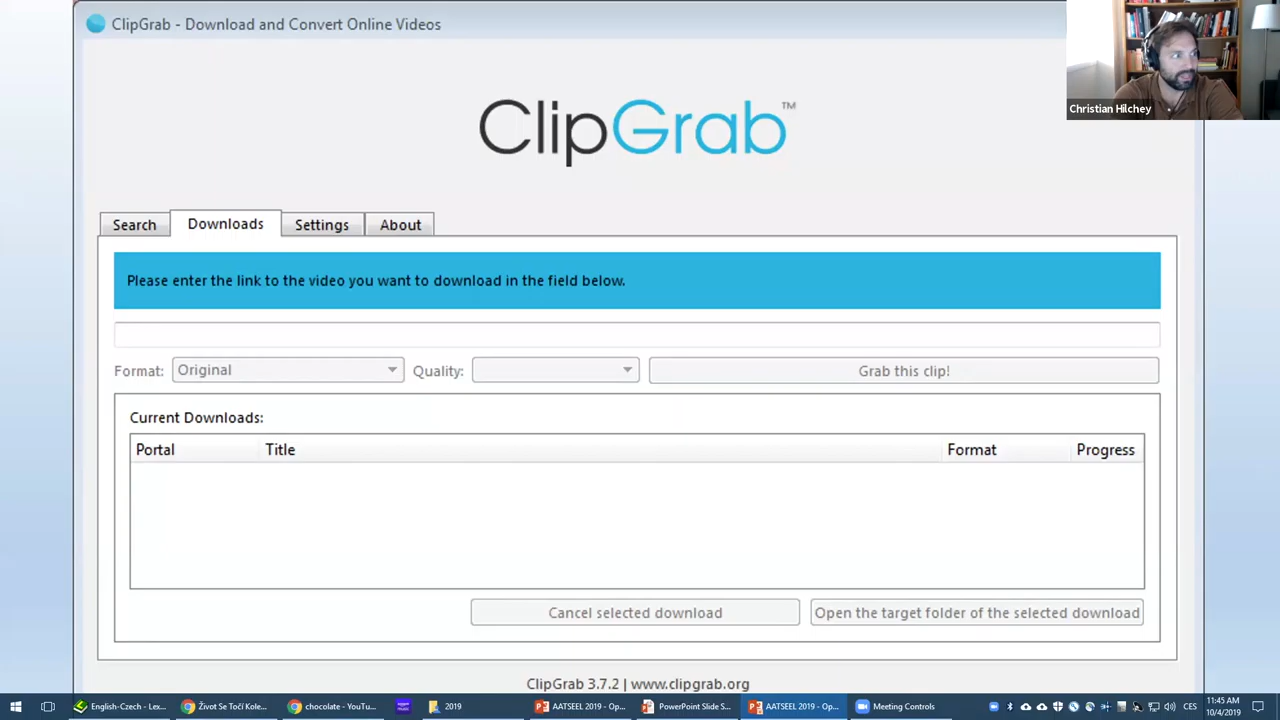 ClipGrab - Download and Convert Online Videos
Christian Hilchey
ClipGrab™
Search Downloads Settings About
Please enter the link to the video you want to download in the field below.
Format: Original Quality: Grab this clip!
Current Downloads:
Portal Title Format Progress
Cancel selected download Open the target folder of the selected download
ClipGrab 3.7.2 | www.clipgrab.org
English-Czech - Lex... Život Se Točí Kole... chocolate - YouTu... 2019 AATSEEL 2019 - Op... PowerPoint Slide S... AATSEEL 2019 - Op... Meeting Controls CES 11:45 AM
10/4/2019